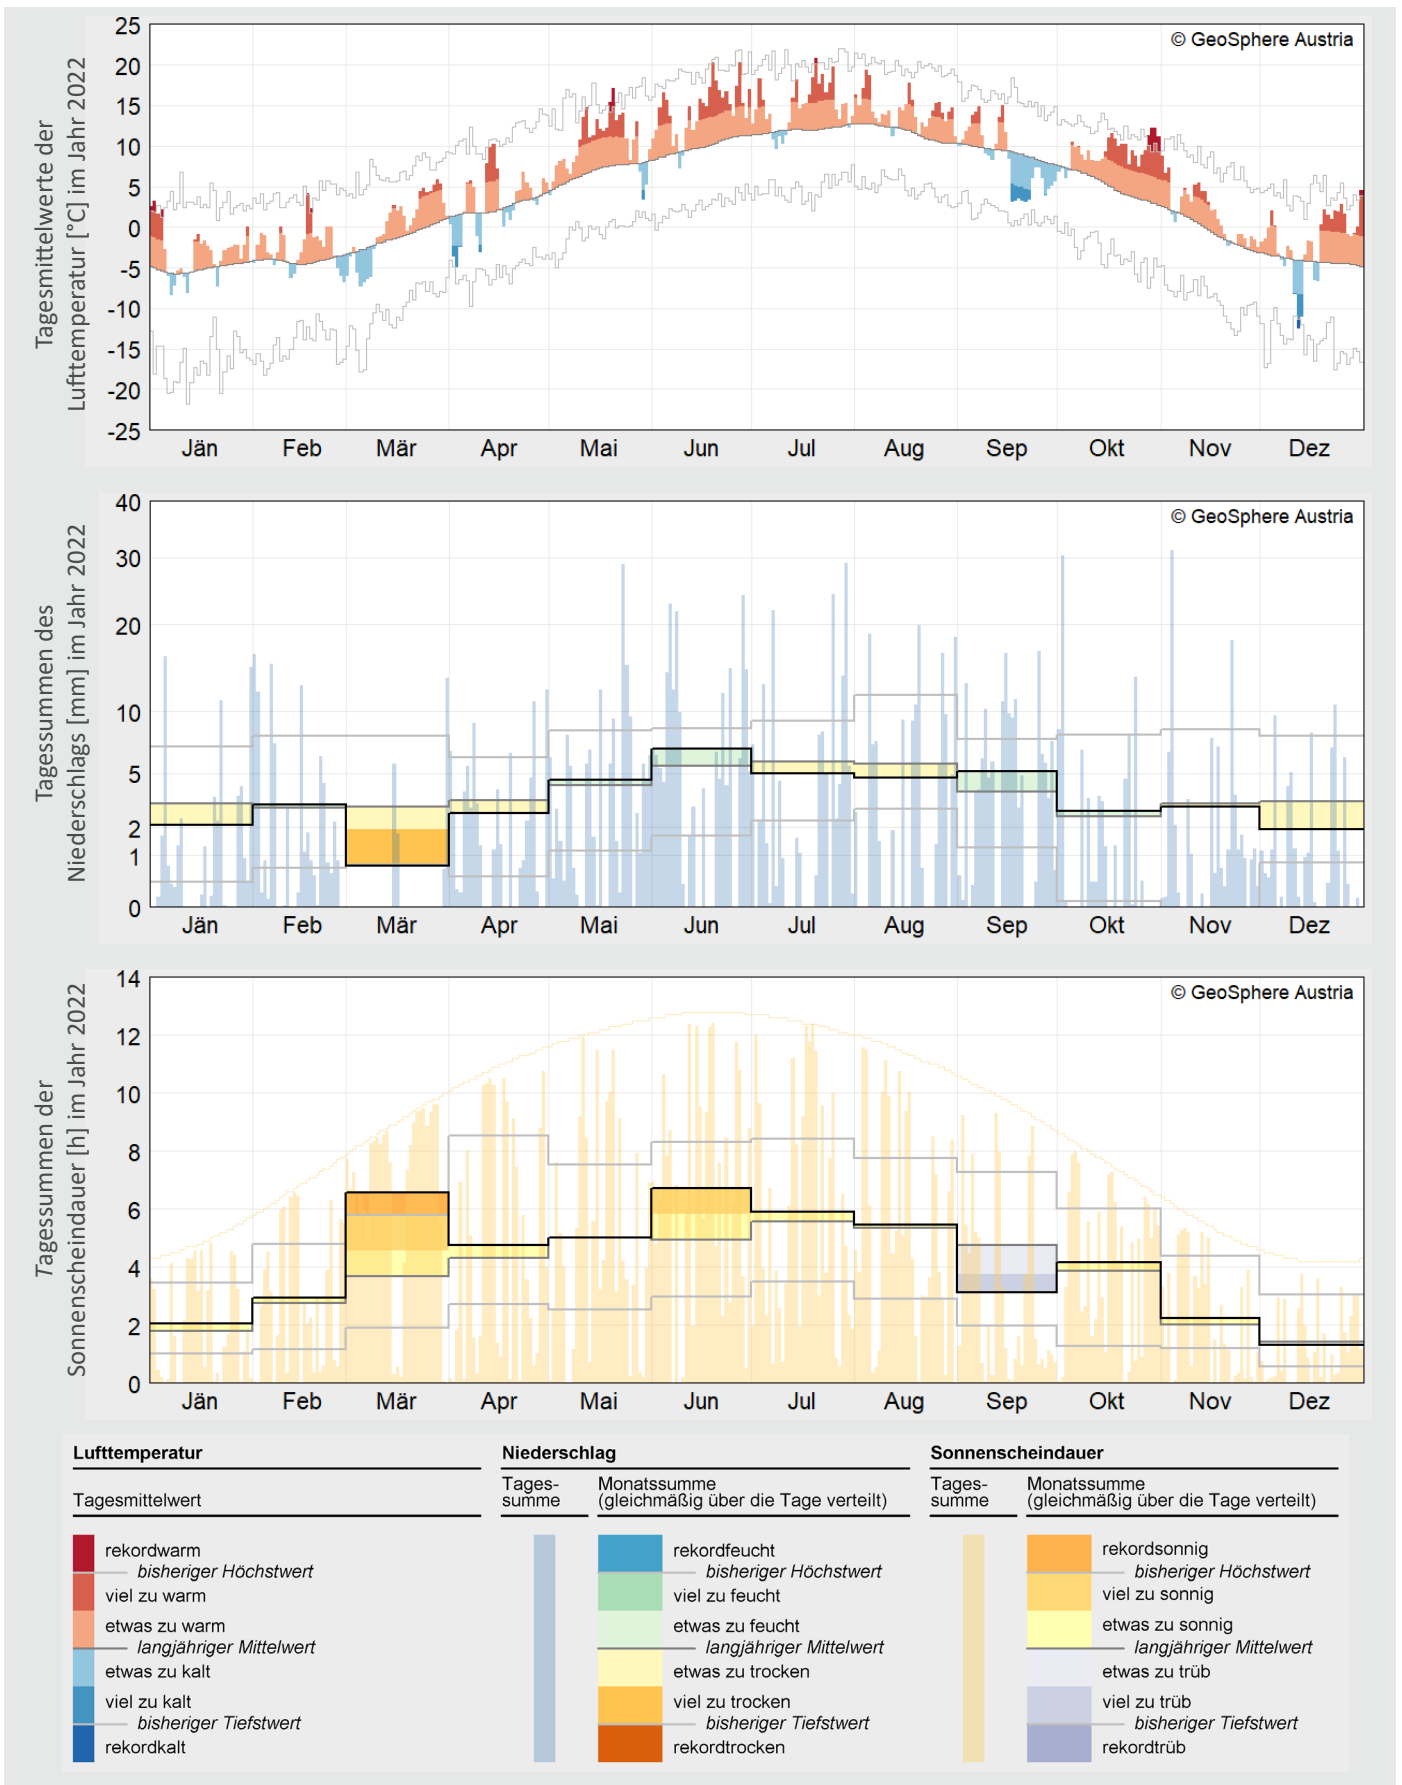 Tagesmittelwerte der
Lufttemperatur [°C] im Jahr 2022
25
20
15
10
5
0
-5
-10
-15
-20
-25
© GeoSphere Austria
Jän Feb Mär Apr Mai Jun Jul Aug Sep Okt Nov Dez
Tagessummen des
Niederschlags [mm] im Jahr 2022
40
30
20
10
5
2
1
0
© GeoSphere Austria
Jän Feb Mär Apr Mai Jun Jul Aug Sep Okt Nov Dez
Tagessummen der
Sonnenscheindauer [h] im Jahr 2022
14
12
10
8
6
4
2
0
© GeoSphere Austria
Jän Feb Mär Apr Mai Jun Jul Aug Sep Okt Nov Dez
Lufttemperatur
Tagesmittelwert
rekordwarm
bisheriger Höchstwert
viel zu warm
etwas zu warm
langjähriger Mittelwert
etwas zu kalt
viel zu kalt
bisheriger Tiefstwert
rekordkalt
Niederschlag
Tages-
summe
Monatssumme
(gleichmäßig über die Tage verteilt)
rekordfeucht
bisheriger Höchstwert
viel zu feucht
etwas zu feucht
langjähriger Mittelwert
etwas zu trocken
viel zu trocken
bisheriger Tiefstwert
rekordtrocken
Sonnenscheindauer
Tages-
summe
Monatssumme
(gleichmäßig über die Tage verteilt)
rekordsonnig
bisheriger Höchstwert
viel zu sonnig
etwas zu sonnig
langjähriger Mittelwert
etwas zu trüb
viel zu trüb
bisheriger Tiefstwert
rekordtrüb